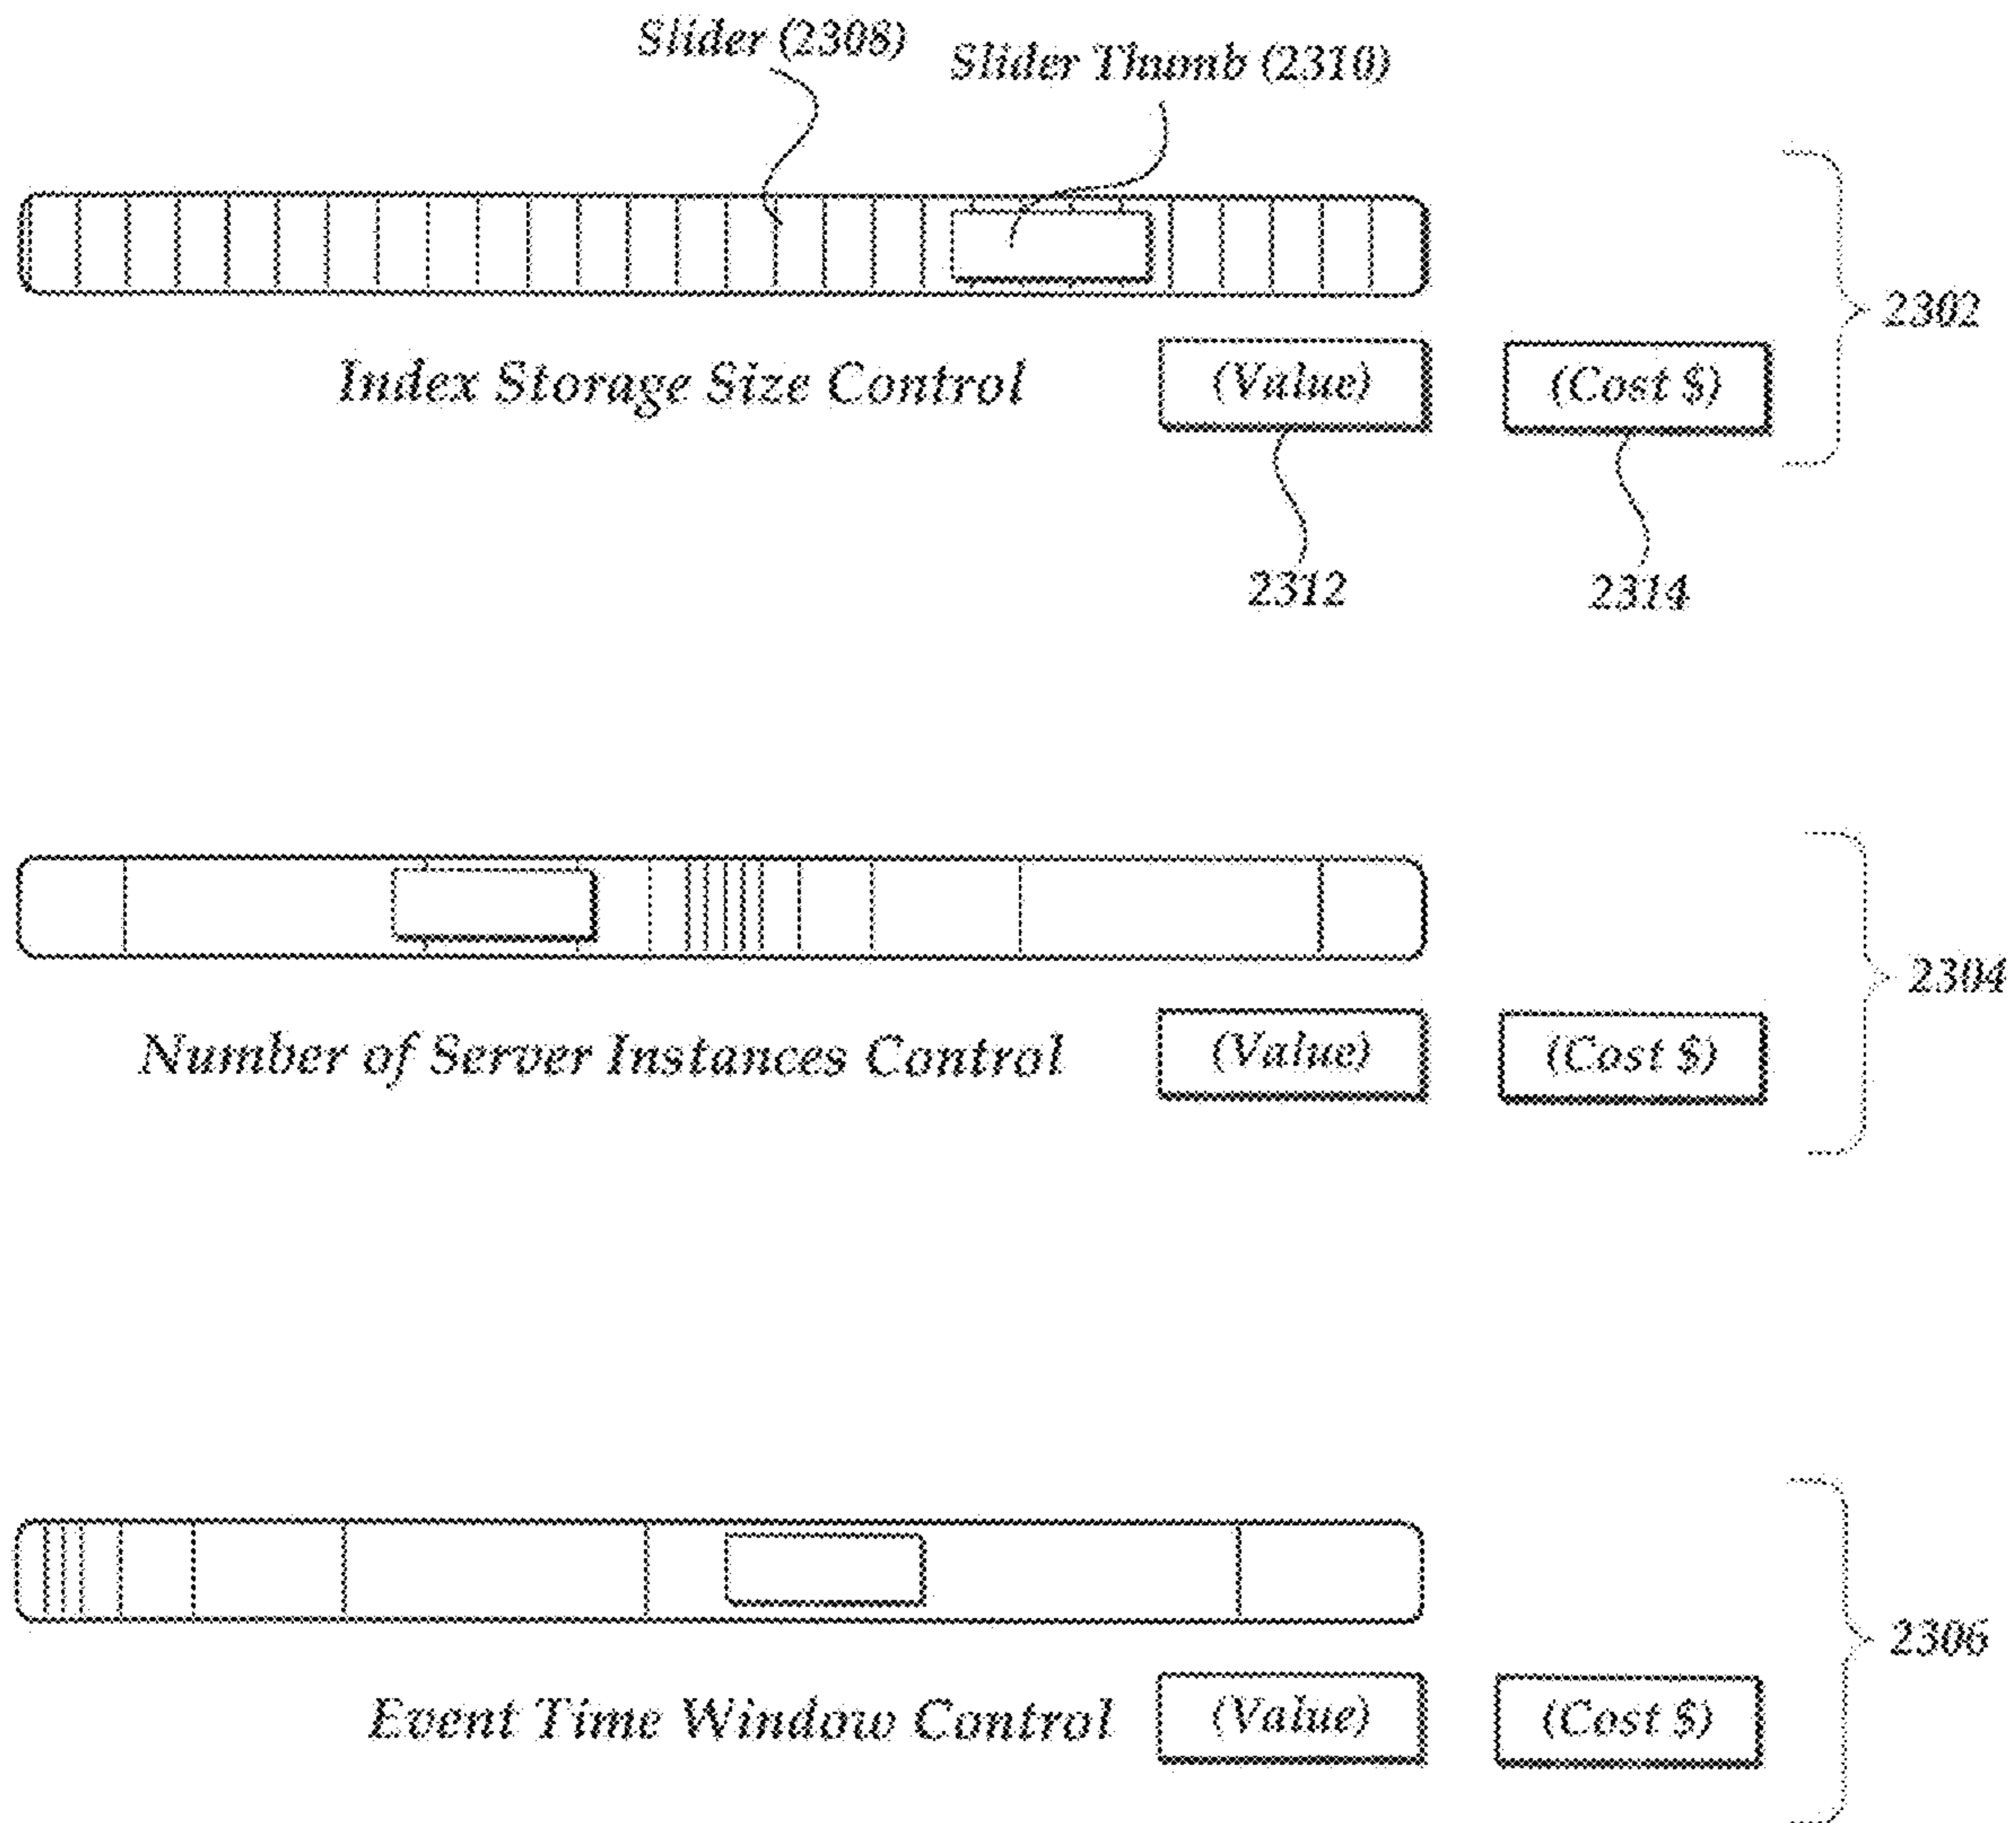 Slider (2308)
Slider Thumb (2310)
Index Storage Size Control
(Value)
(Cost $)
2302
2312
2314
Number of Server Instances Control
(Value)
(Cost $)
2304
Event Time Window Control
(Value)
(Cost $)
2306